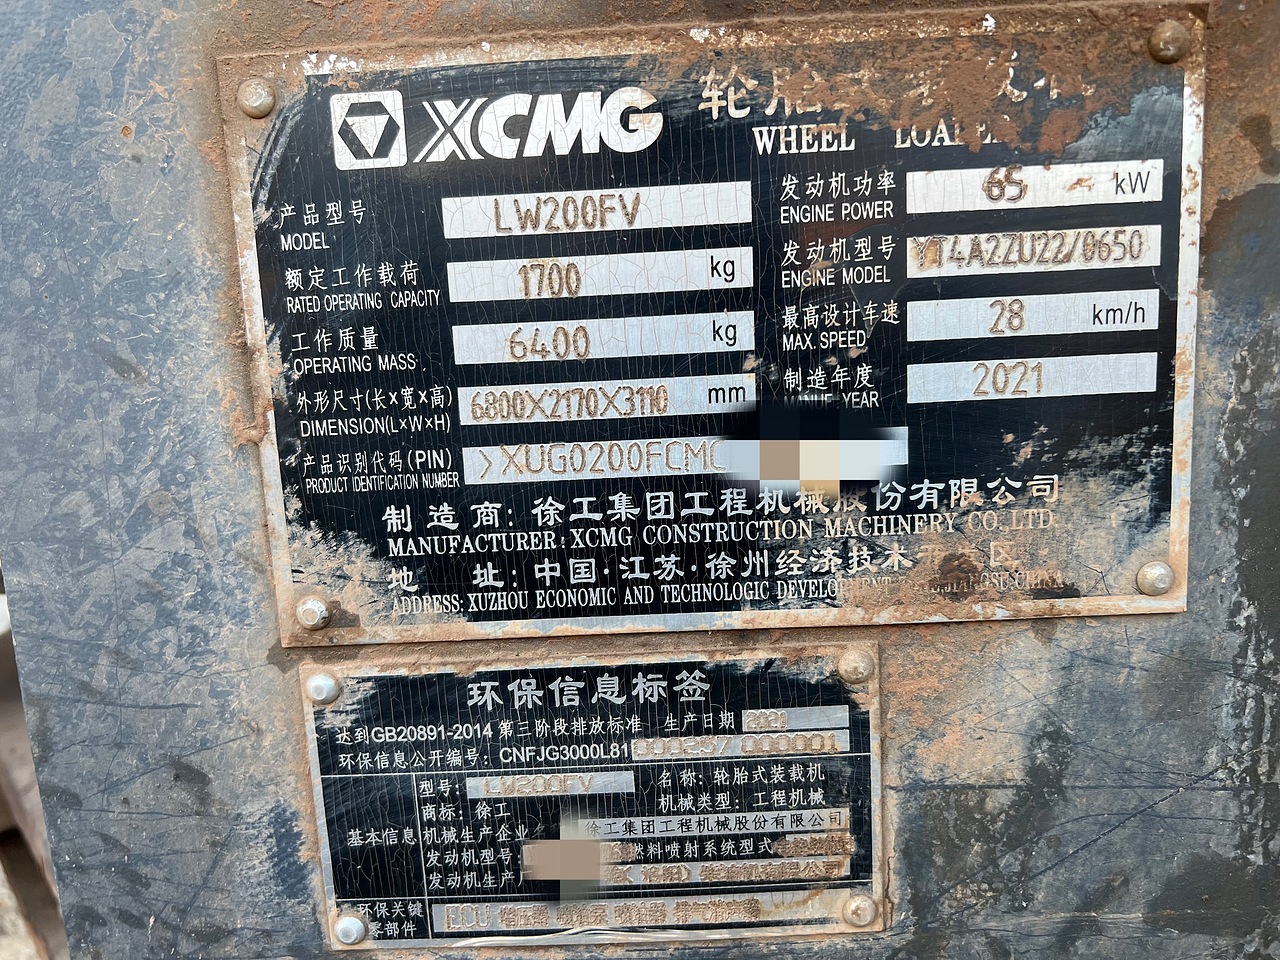 XCMG 轮胎
WHEEL LOADER
产品型号 LW200FV
MODEL
额定工作载荷 1700 kg
RATED OPERATING CAPACITY
工作质量 6400 kg
OPERATING MASS
外形尺寸(长×宽×高) 6800X2170X3110 mm
DIMENSION(L×W×H)
产品识别代码(PIN) XUG0200FCMC
PRODUCT IDENTIFICATION NUMBER
发动机功率 65 kW
ENGINE POWER
发动机型号 YT4A2ZU22/0650
ENGINE MODEL
最高设计车速 28 km/h
MAX. SPEED
制造年度 2021
MANUF. YEAR
制造商: 徐工集团工程机械股份有限公司
MANUFACTURER: XCMG CONSTRUCTION MACHINERY CO.,LTD.
地 址: 中国·江苏·徐州经济技术 区
ADDRESS: XUZHOU ECONOMIC AND TECHNOLOGIC
环保信息标签
达到GB20891-2014 第三阶段排放标准 生产日期
环保信息公开编号: CNFJG3000L81 000001
型号: LW200FV 名称: 轮胎式装载机
商标: 徐工 机械类型: 工程机械
基本信息 机械生产企业 徐工集团工程机械股份有限公司
发动机型号: 燃料喷射系统型式
发动机生产
环保关键 ECU
零部件